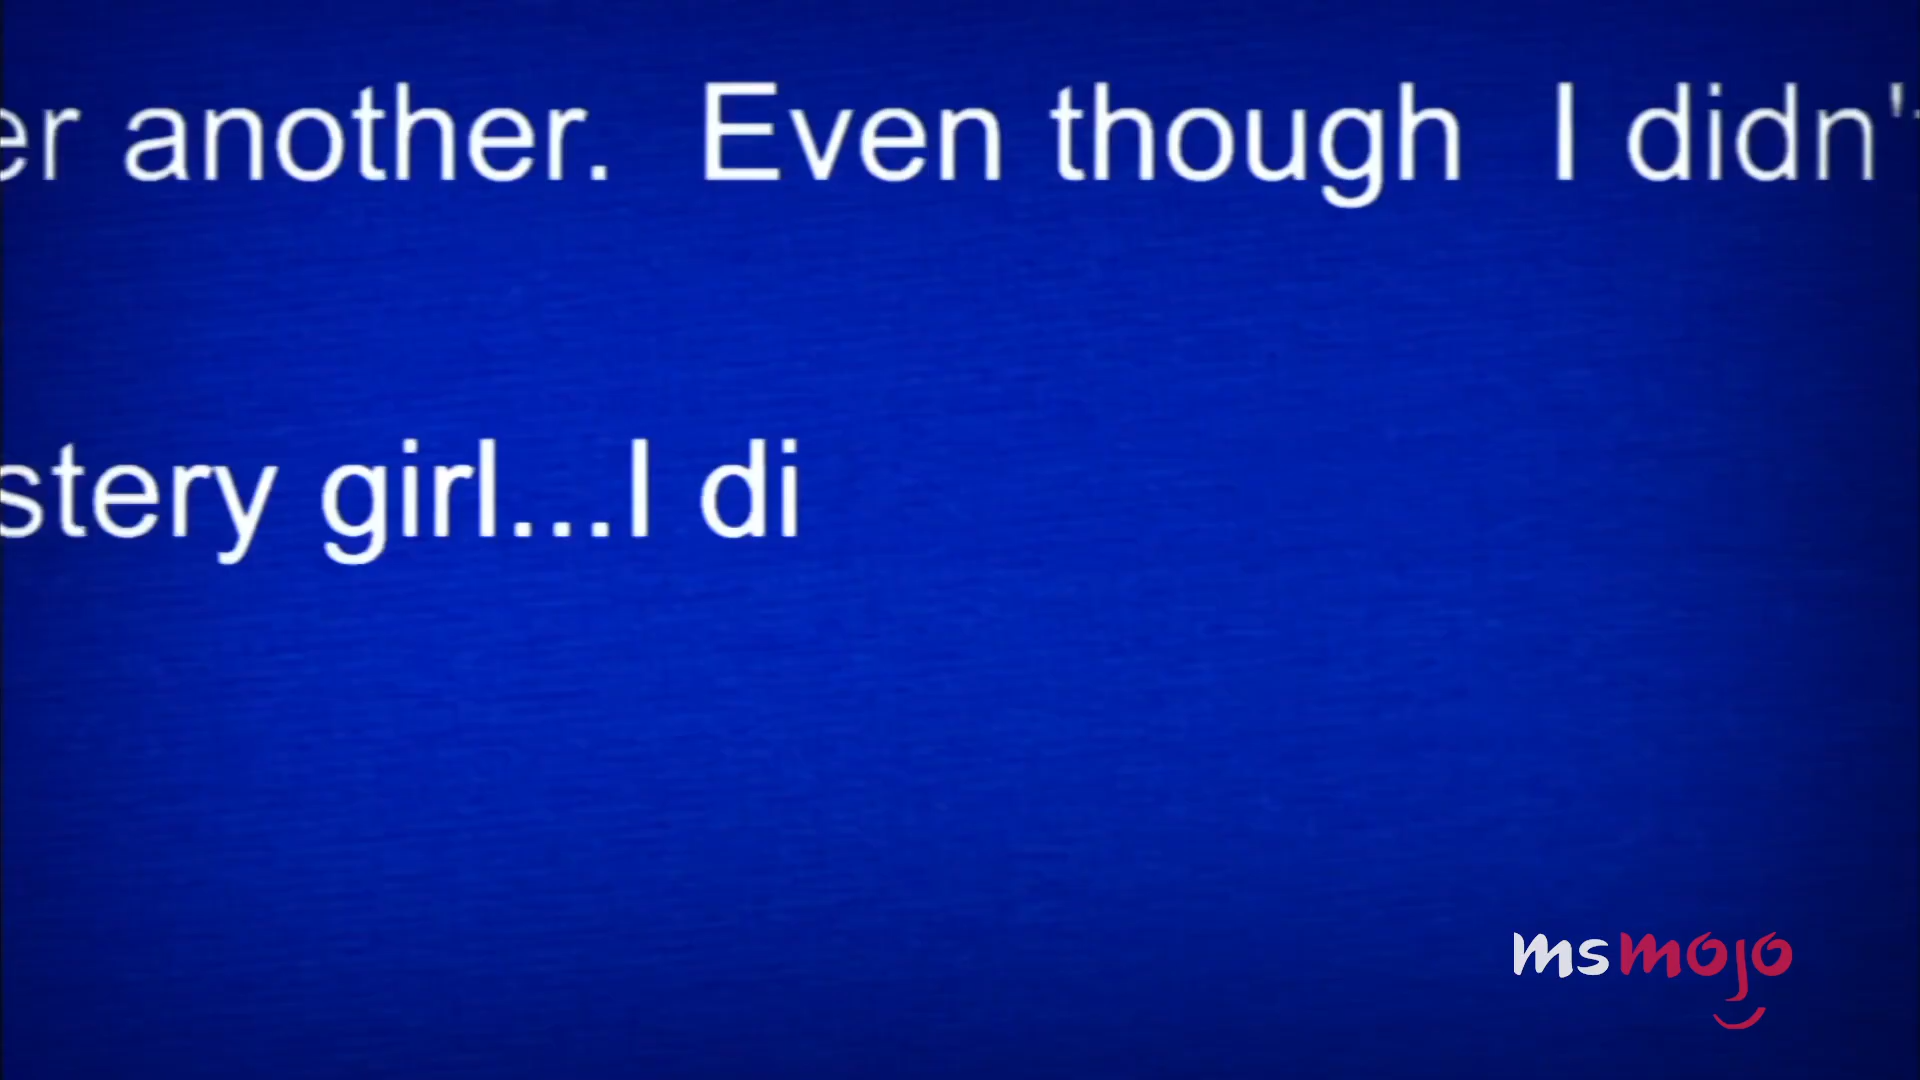 er another. Even though I didn'
stery girl...I di
msmojo